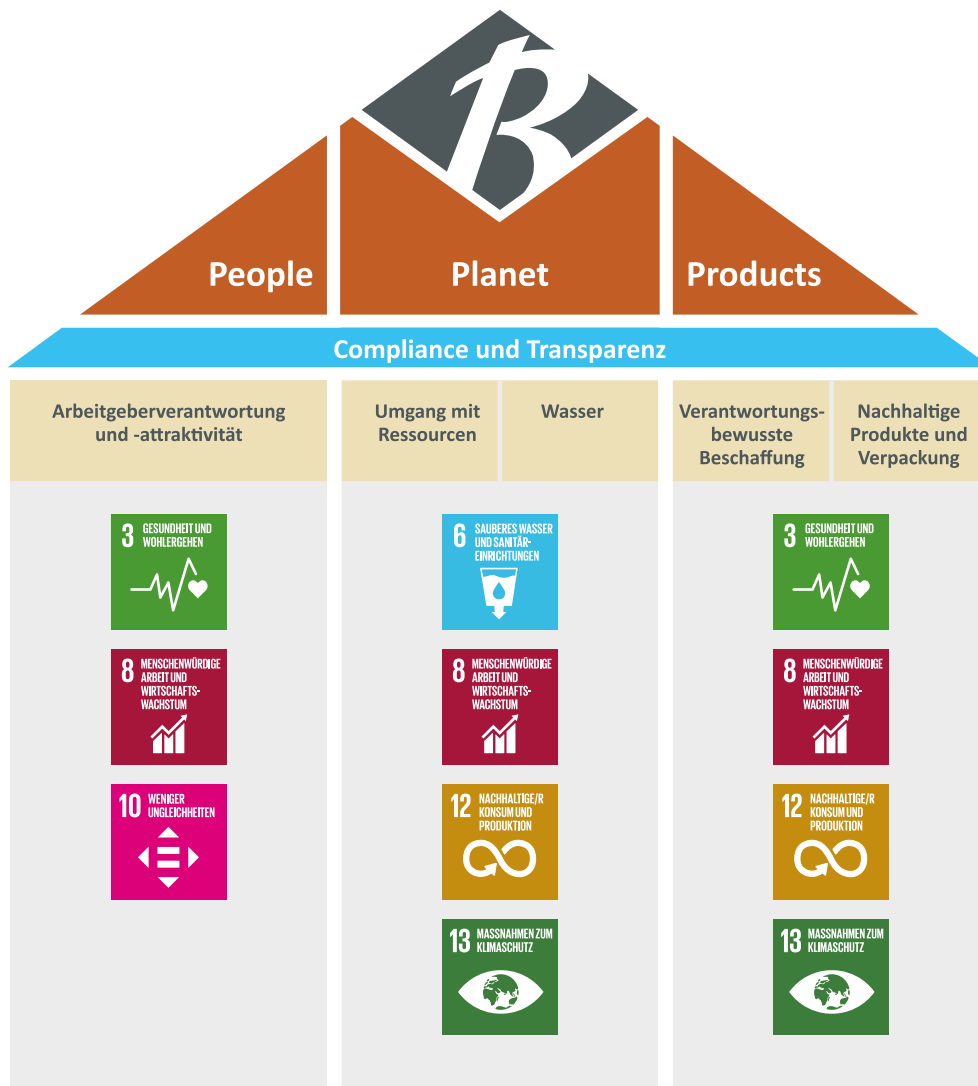 B
People
Planet
Products
Compliance und Transparenz
Arbeitgeberverantwortung
und -attraktivität
Umgang mit
Ressourcen
Wasser
Verantwortungs-
bewusste
Beschaffung
Nachhaltige
Produkte und
Verpackung
3 GESUNDHEIT UND
WOHLERGEHEN
8 MENSCHENWÜRDIGE
ARBEIT UND
WIRTSCHAFTS-
WACHSTUM
10 WENIGER
UNGLEICHHEITEN
6 SAUBERES WASSER
UND SANITÄR-
EINRICHTUNGEN
8 MENSCHENWÜRDIGE
ARBEIT UND
WIRTSCHAFTS-
WACHSTUM
12 NACHHALTIGE/R
KONSUM UND
PRODUKTION
13 MASSNAHMEN ZUM
KLIMASCHUTZ
3 GESUNDHEIT UND
WOHLERGEHEN
8 MENSCHENWÜRDIGE
ARBEIT UND
WIRTSCHAFTS-
WACHSTUM
12 NACHHALTIGE/R
KONSUM UND
PRODUKTION
13 MASSNAHMEN ZUM
KLIMASCHUTZ